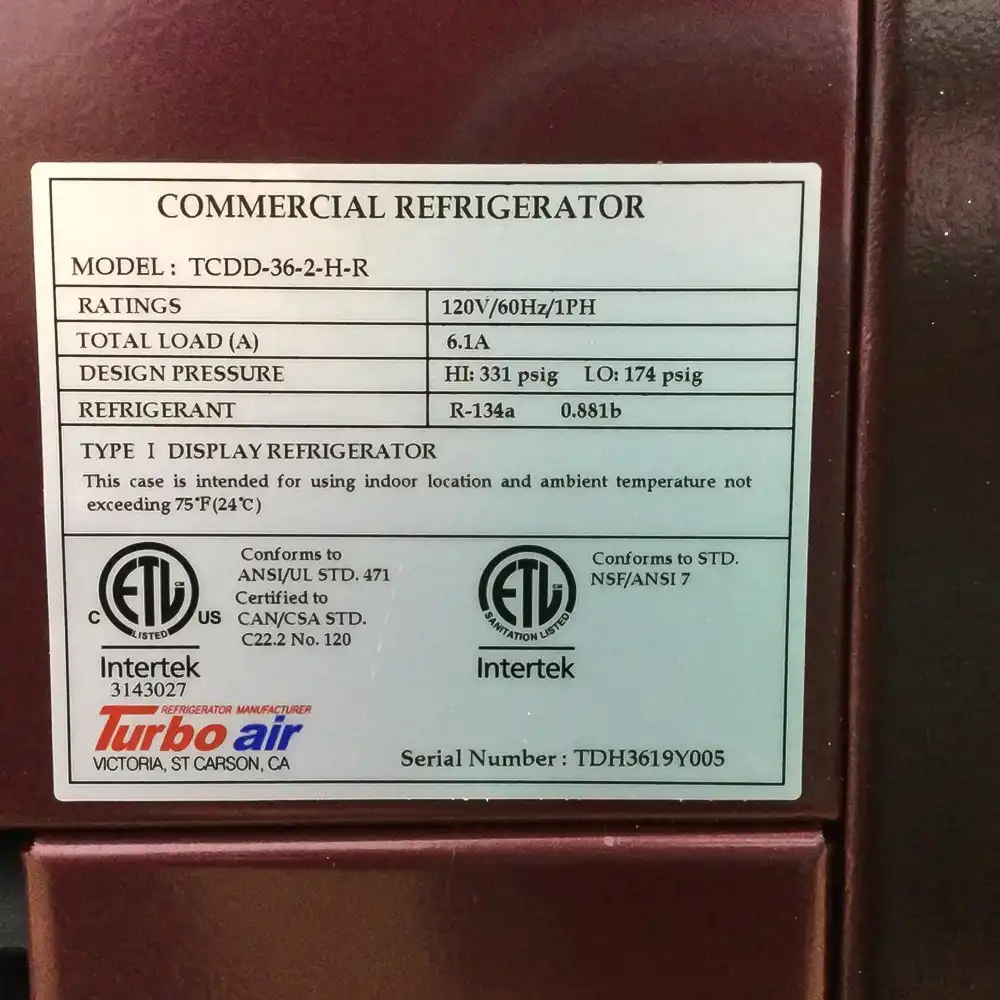 COMMERCIAL REFRIGERATOR
MODEL : TCDD-36-2-H-R
RATINGS 120V/60Hz/1PH
TOTAL LOAD (A) 6.1A
DESIGN PRESSURE HI: 331 psig LO: 174 psig
REFRIGERANT R-134a 0.881b
TYPE I DISPLAY REFRIGERATOR
This case is intended for using indoor location and ambient temperature not
exceeding 75°F(24°C)
Conforms to
ANSI/UL STD. 471
Certified to
CAN/CSA STD.
C22.2 No. 120
C ETL CM US
LISTED
Intertek
3143027
Conforms to STD.
NSF/ANSI 7
ETL CM
SANITATION LISTED
Intertek
REFRIGERATOR MANUFACTURER
Turbo air
VICTORIA, ST CARSON, CA
Serial Number : TDH3619Y005